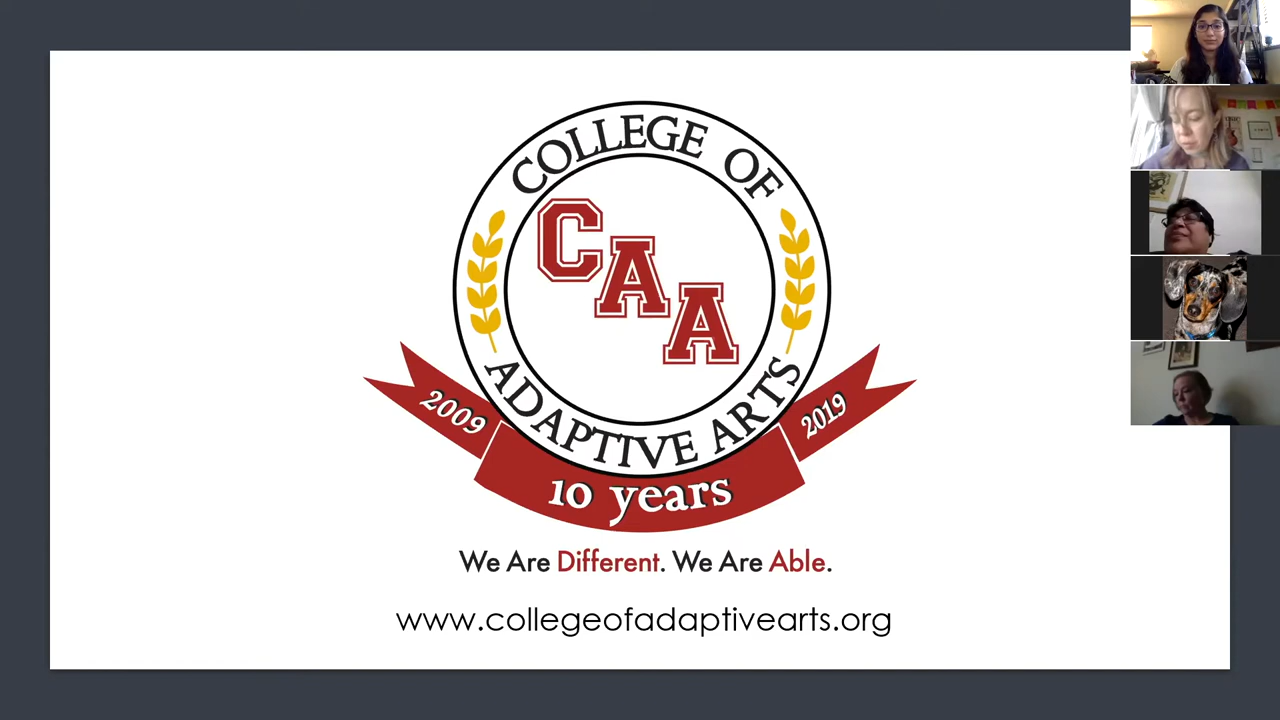 COLLEGE OF
CAA
ADAPTIVE ARTS
2009
2019
10 years
We Are Different. We Are Able.
www.collegeofadaptivearts.org